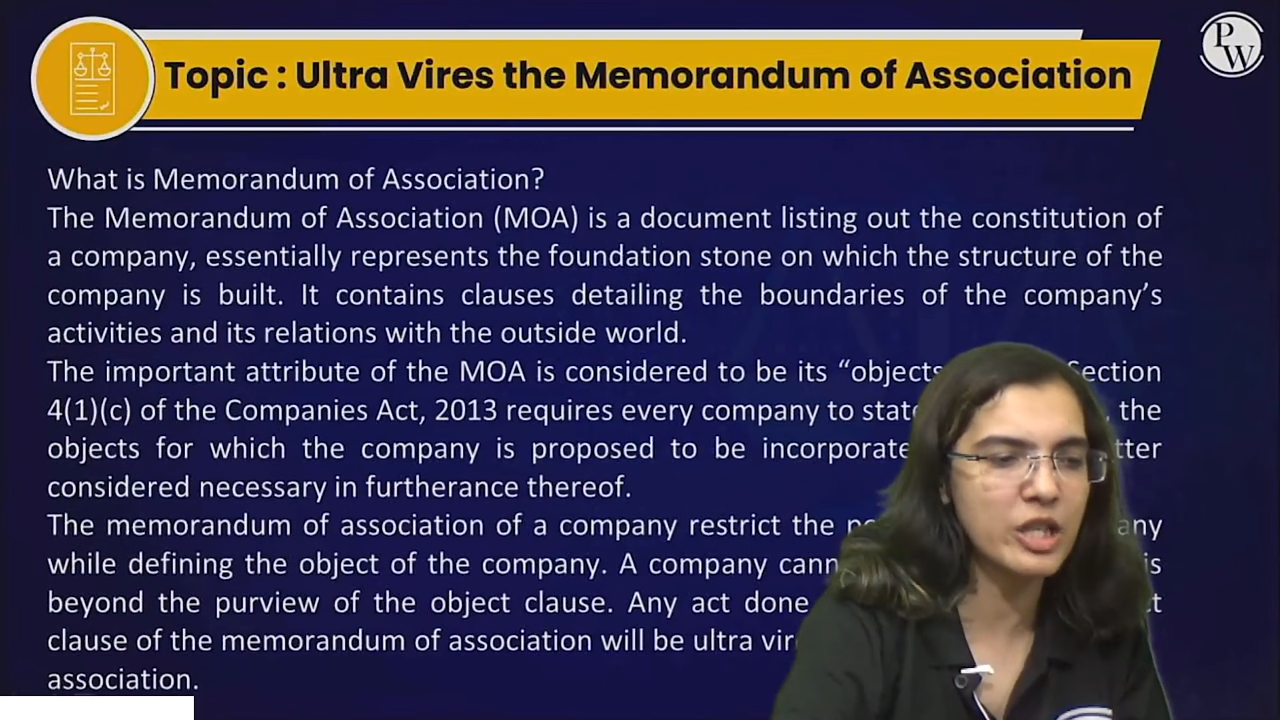 P
W
Topic : Ultra Vires the Memorandum of Association
What is Memorandum of Association?
The Memorandum of Association (MOA) is a document listing out the constitution of
a company, essentially represents the foundation stone on which the structure of the
company is built. It contains clauses detailing the boundaries of the company’s
activities and its relations with the outside world.
The important attribute of the MOA is considered to be its “objects Section
4(1)(c) of the Companies Act, 2013 requires every company to state , the
objects for which the company is proposed to be incorporate
considered necessary in furtherance thereof.
The memorandum of association of a company restrict the
while defining the object of the company. A company is
beyond the purview of the object clause. Any act done
clause of the memorandum of association will be ultra
association.